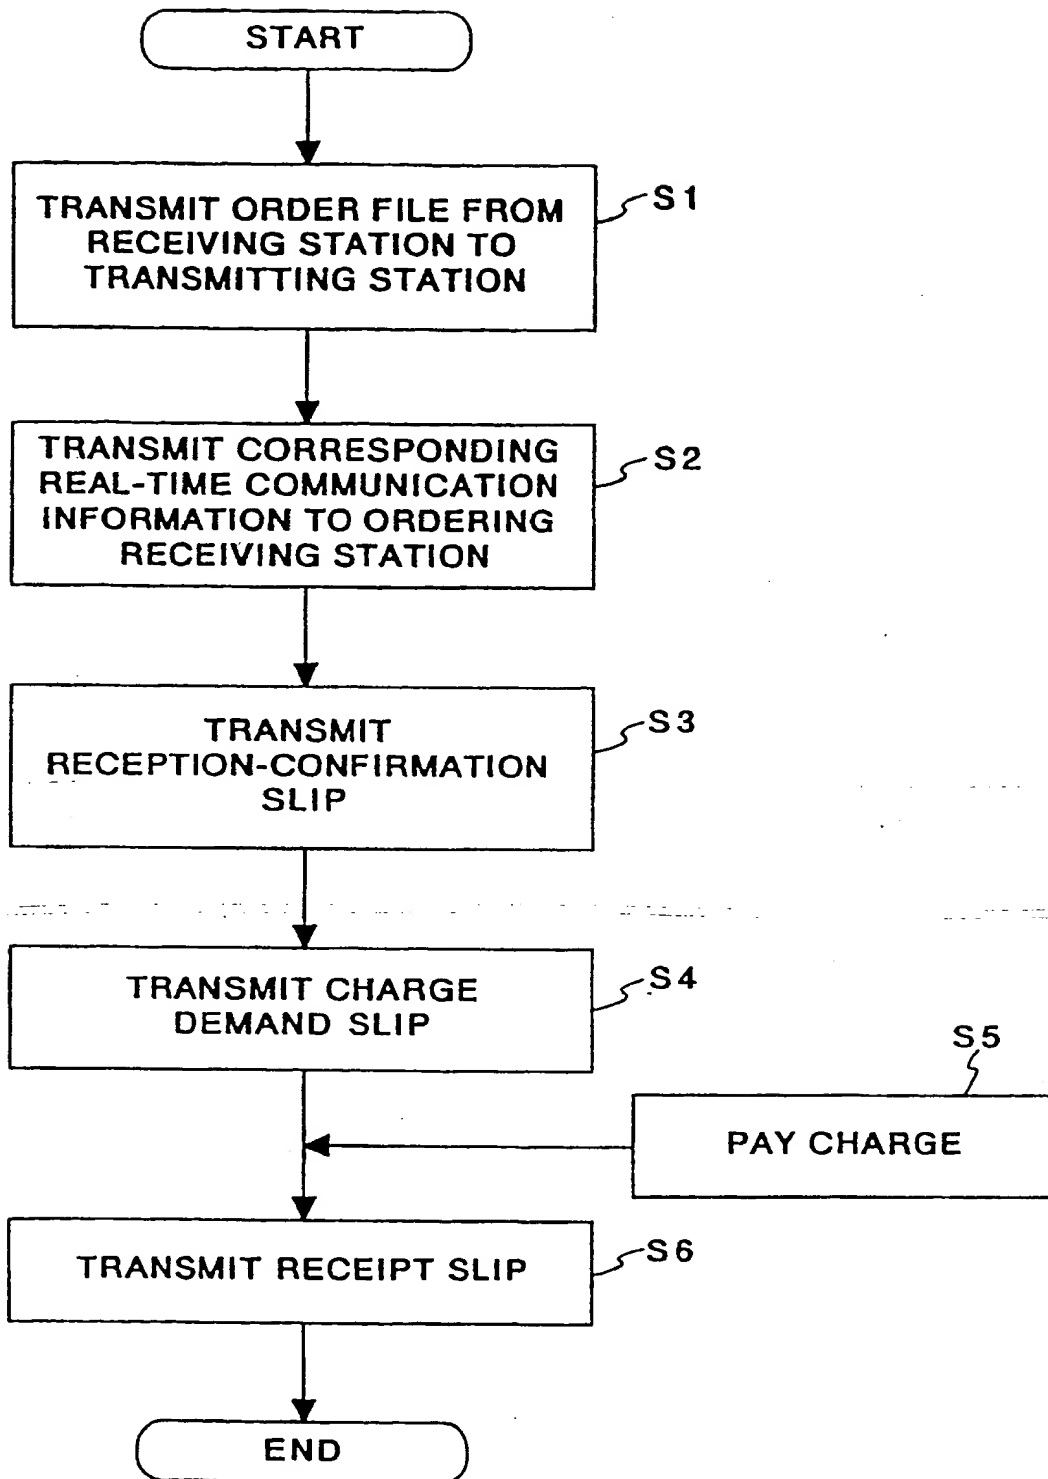 START
TRANSMIT ORDER FILE FROM
RECEIVING STATION TO
TRANSMITTING STATION
S1
TRANSMIT CORRESPONDING
REAL-TIME COMMUNICATION
INFORMATION TO ORDERING
RECEIVING STATION
S2
TRANSMIT
RECEPTION-CONFIRMATION
SLIP
S3
TRANSMIT CHARGE
DEMAND SLIP
S4
S5
PAY CHARGE
TRANSMIT RECEIPT SLIP
S6
END